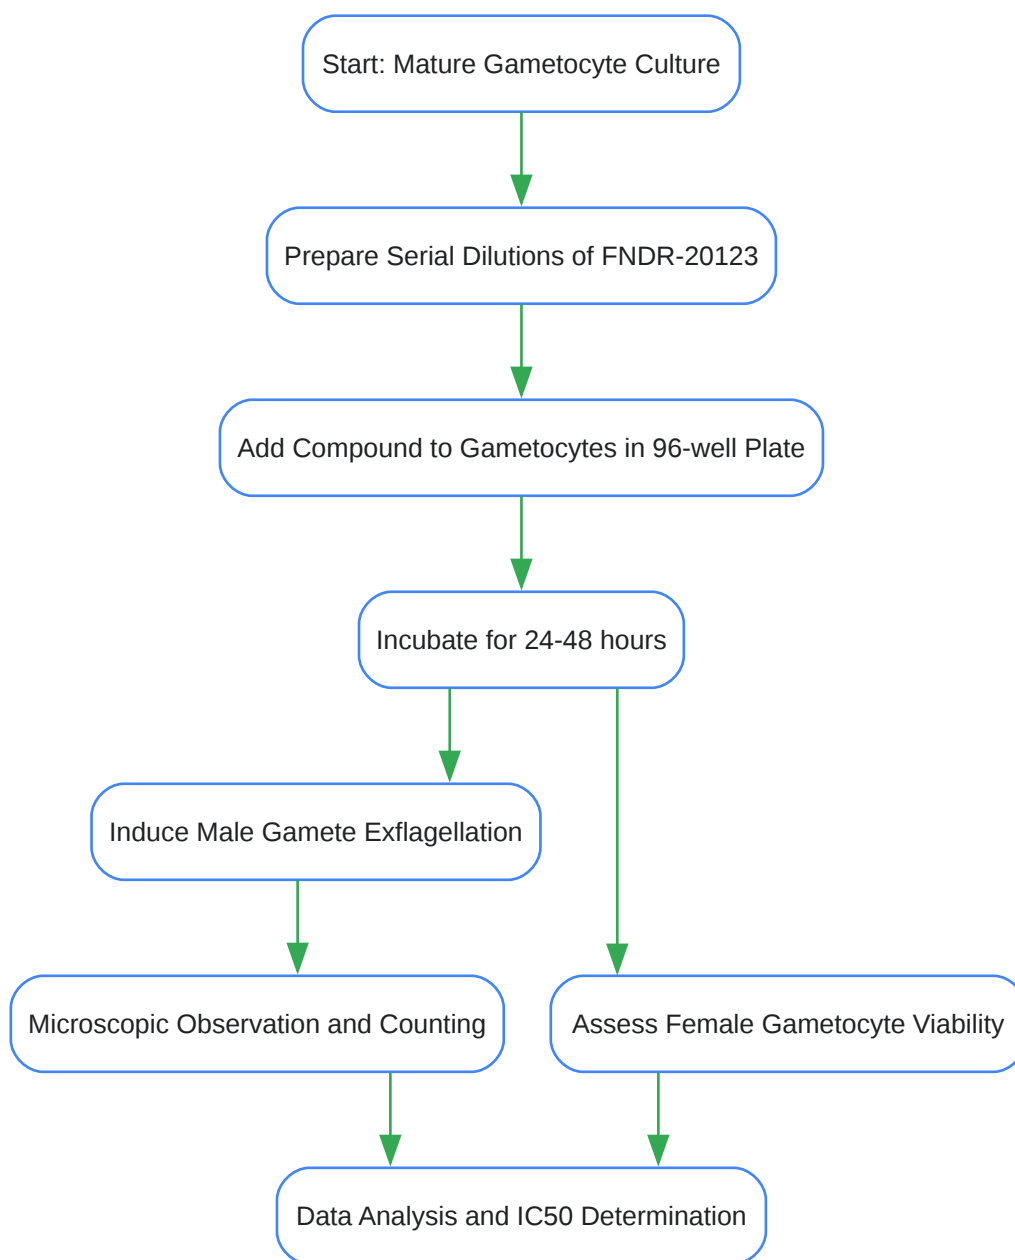 Start: Mature Gametocyte Culture
Prepare Serial Dilutions of FNDR-20123
Add Compound to Gametocytes in 96-well Plate
Incubate for 24-48 hours
Induce Male Gamete Exflagellation
Microscopic Observation and Counting
Assess Female Gametocyte Viability
Data Analysis and IC50 Determination